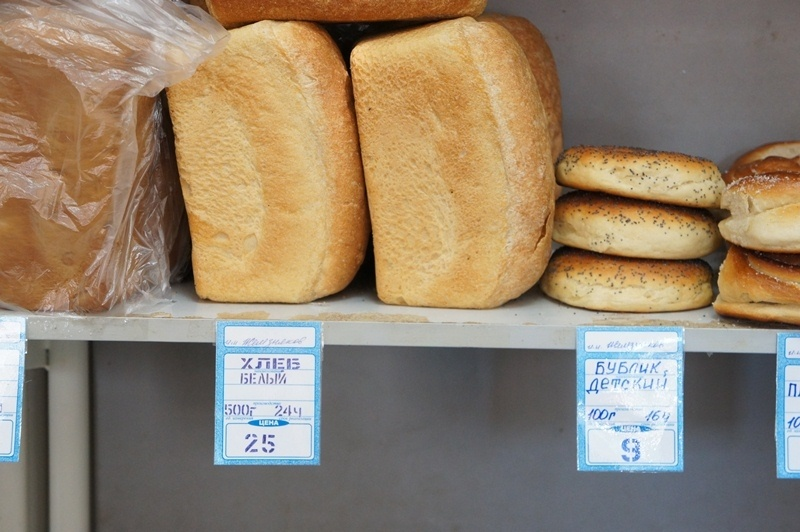 ХЛЕБ
БЕЛЫЙ
500г 24ч
ЦЕНА
25
БУБЛИК
ДЕТСКИЙ
100г 16ч
ЦЕНА
9